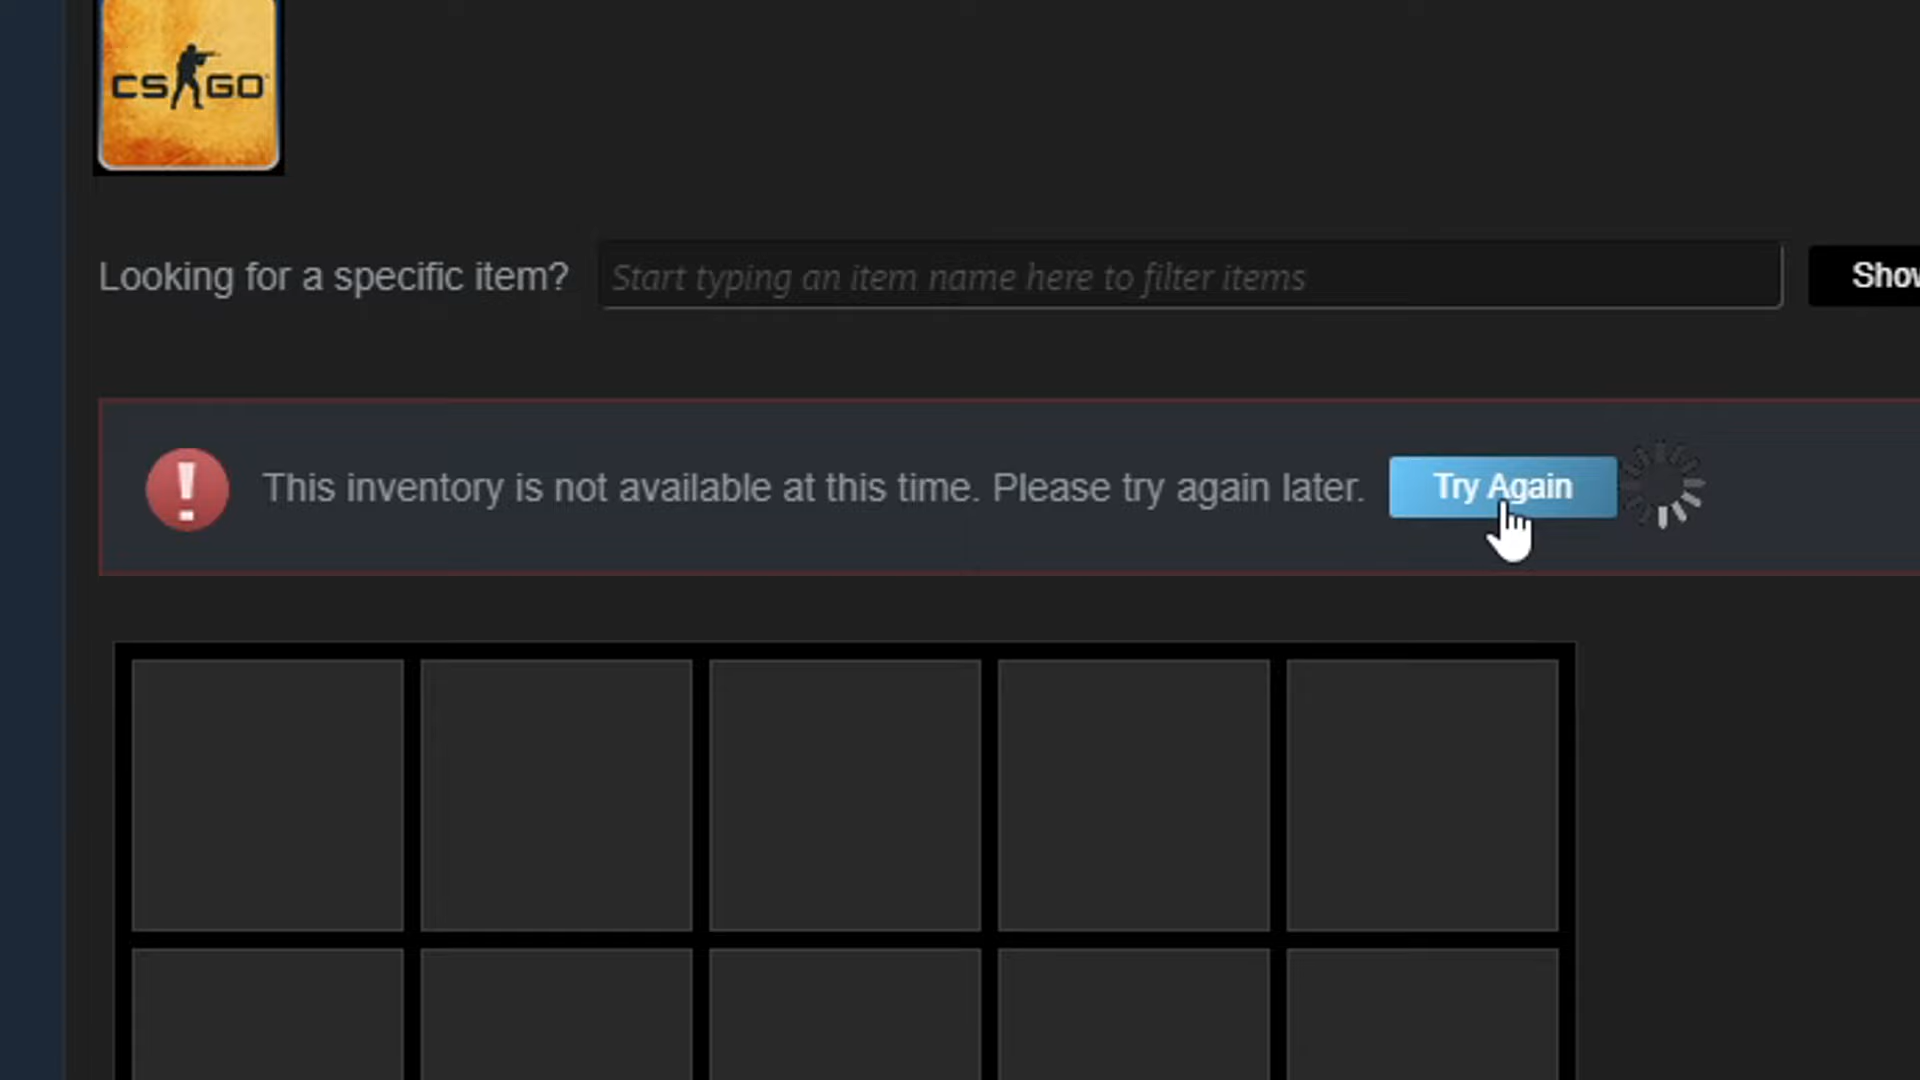 CS GO
Looking for a specific item? Start typing an item name here to filter items Show
This inventory is not available at this time. Please try again later. Try Again